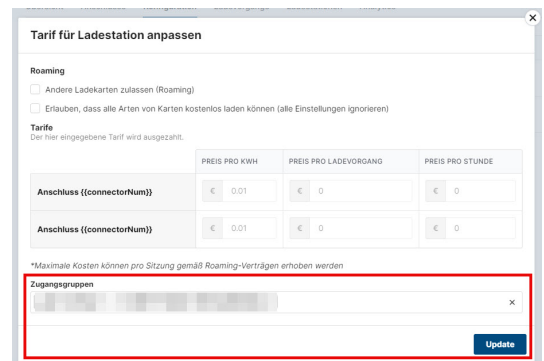 Tarif für Ladestation anpassen
Roaming
Andere Ladekarten zulassen (Roaming)
Erlauben, dass alle Arten von Karten kostenlos laden können (alle Einstellungen ignorieren)
Tarife
Der hier eingegebene Tarif wird ausgezahlt.
PREIS PRO KWH PREIS PRO LADEVORGANG PREIS PRO STUNDE
Anschluss {{connectorNum}} € 0.01 € 0 € 0
Anschluss {{connectorNum}} € 0.01 € 0 € 0
*Maximale Kosten können pro Sitzung gemäß Roaming-Verträgen erhoben werden
Zugangsgruppen
Update